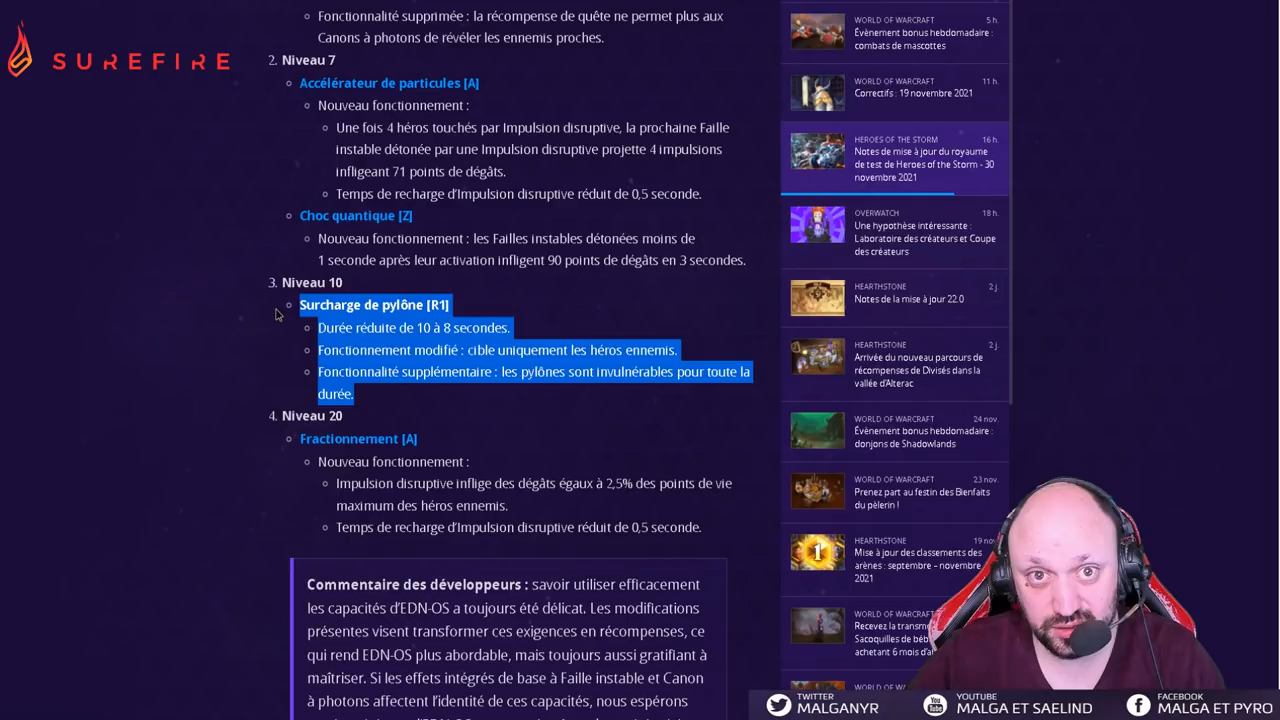 Fonctionnalité supprimée : la récompense de quête ne permet plus aux
Canons à photons de révéler les ennemis proches.
SUREFIRE
2. Niveau 7
Accélérateur de particules [A]
Nouveau fonctionnement :
Une fois 4 héros touchés par Impulsion disruptive, la prochaine Faille
instable détonée par une Impulsion disruptive projette 4 impulsions
infligeant 71 points de dégâts.
Temps de recharge d'Impulsion disruptive réduit de 0,5 seconde.
Choc quantique [Z]
Nouveau fonctionnement : les Failles instables détonées moins de
1 seconde après leur activation infligent 90 points de dégâts en 3 secondes.
3. Niveau 10
Surcharge de pylône [R1]
Durée réduite de 10 à 8 secondes.
Fonctionnement modifié : cible uniquement les héros ennemis.
Fonctionnalité supplémentaire : les pylônes sont invulnérables pour toute la
durée.
4. Niveau 20
Fractionnement [A]
Nouveau fonctionnement :
Impulsion disruptive inflige des dégâts égaux à 2,5% des points de vie
maximum des héros ennemis.
Temps de recharge d'Impulsion disruptive réduit de 0,5 seconde.
Commentaire des développeurs : savoir utiliser efficacement
les capacités d'EDN-OS a toujours été délicat. Les modifications
présentes visent transformer ces exigences en récompenses, ce
qui rend EDN-OS plus abordable, mais toujours aussi gratifiant à
maîtriser. Si les effets intégrés de base à Faille instable et Canon
à photons affectent l'identité de ces capacités, nous espérons
WORLD OF WARCRAFT 5 h.
Évènement bonus hebdomadaire :
combats de mascottes
WORLD OF WARCRAFT 11 h.
Correctifs : 19 novembre 2021
HEROES OF THE STORM 16 h.
Notes de mise à jour du royaume
de test de Heroes of the Storm - 30
novembre 2021
OVERWATCH 18 h.
Une hypothèse intéressante :
Laboratoire des créateurs et Coupe
des créateurs
HEARTHSTONE 2 j.
Notes de la mise à jour 22.0
HEARTHSTONE 2 j.
Arrivée du nouveau parcours de
récompenses de Divisés dans la
vallée d'Alterac
WORLD OF WARCRAFT 24 nov.
Évènement bonus hebdomadaire :
donjons de Shadowlands
WORLD OF WARCRAFT 23 nov.
Prenez part au festin des Bienfaits
du pèlerin !
HEARTHSTONE 19 nov
1
Mise à jour des classements des
arènes : septembre – novembre
2021
WORLD OF WARCRAFT
Recevez la
Sacoquilles de
achetant 6 mois
WORLD OF
TWITTER
MALGANYR
YOUTUBE
MALGA ET SAELIND
FACEBOOK
MALGA ET PYRO